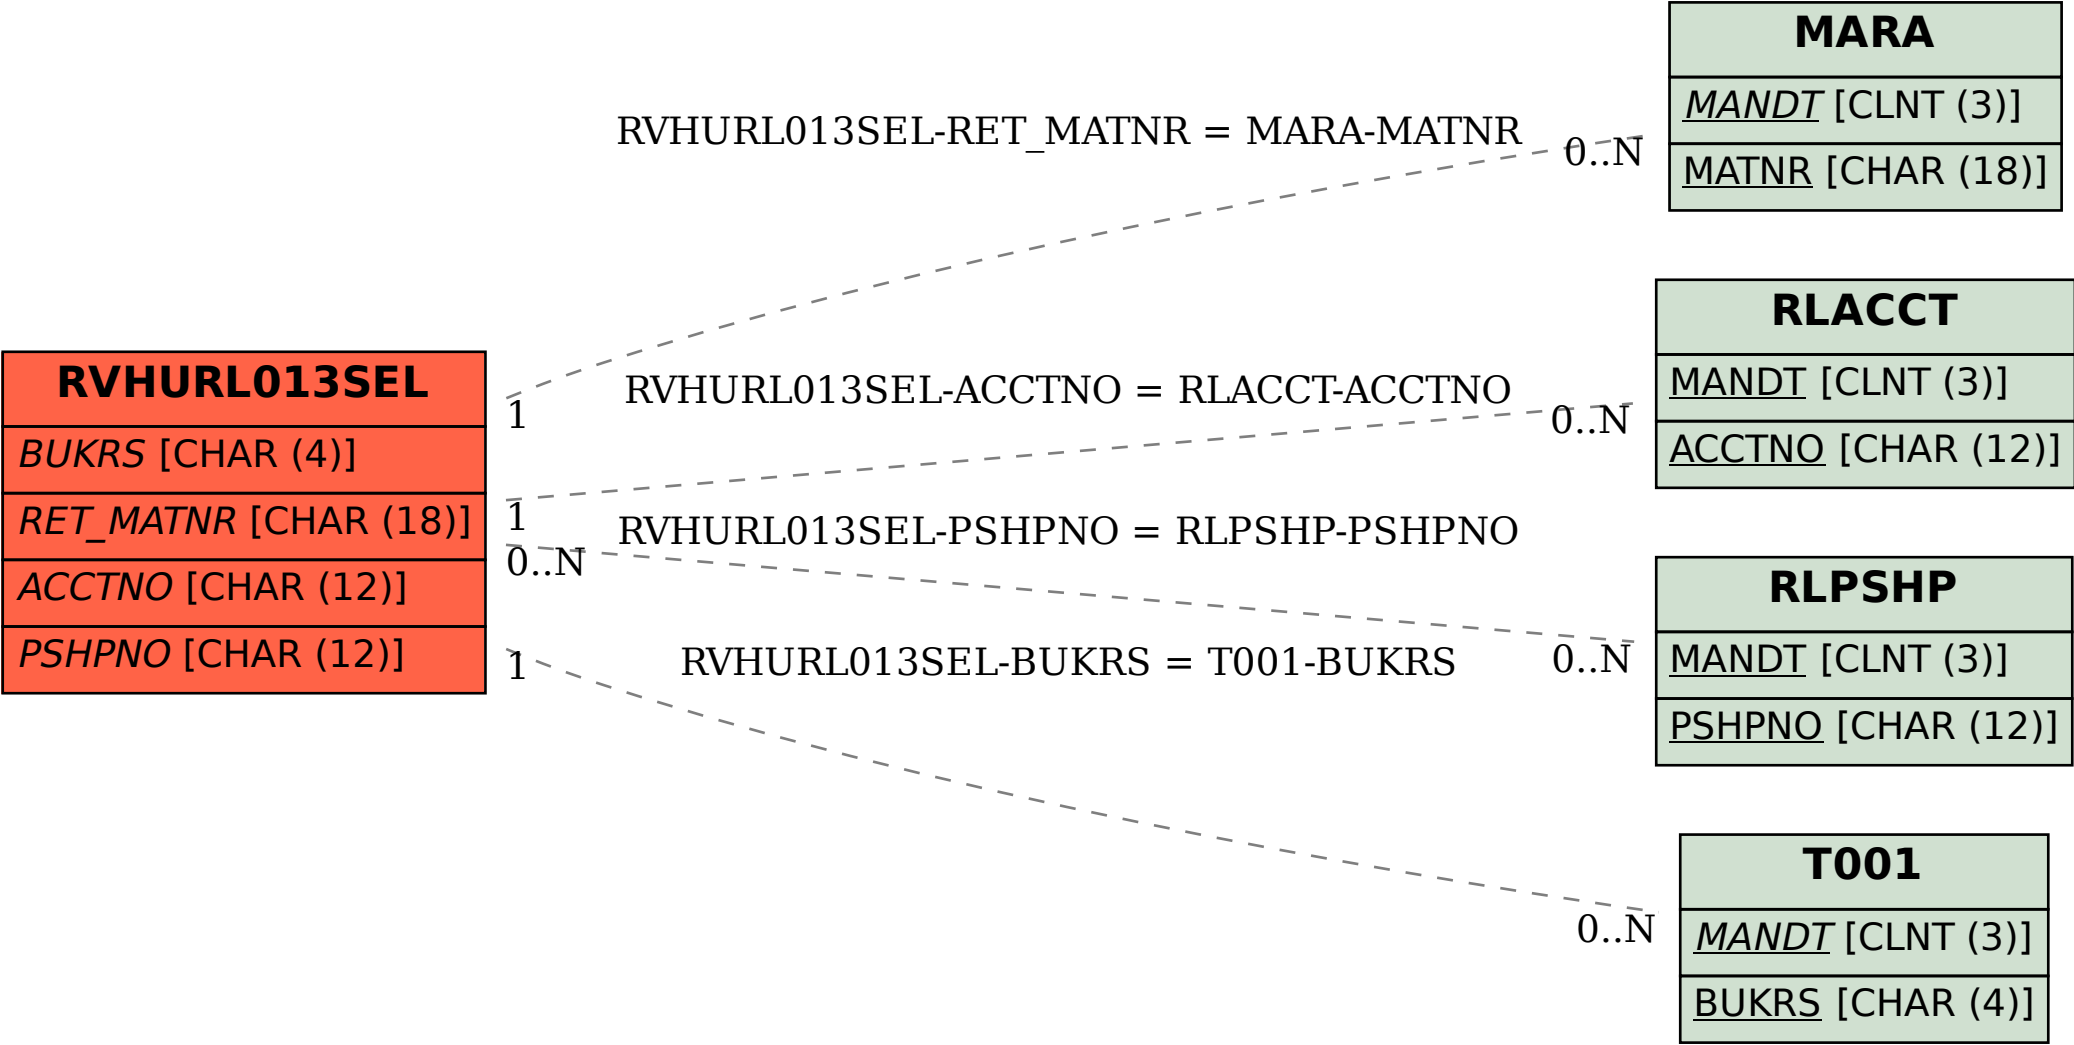 MARA
MANDT [CLNT (3)]
MATNR [CHAR (18)]
RVHURL013SEL-RET_MATNR = MARA-MATNR
0..N
1
RLACCT
MANDT [CLNT (3)]
ACCTNO [CHAR (12)]
RVHURL013SEL-ACCTNO = RLACCT-ACCTNO
0..N
1
RVHURL013SEL
BUKRS [CHAR (4)]
RET_MATNR [CHAR (18)]
ACCTNO [CHAR (12)]
PSHPNO [CHAR (12)]
RVHURL013SEL-PSHPNO = RLPSHP-PSHPNO
0..N
0..N
RLPSHP
MANDT [CLNT (3)]
PSHPNO [CHAR (12)]
RVHURL013SEL-BUKRS = T001-BUKRS
1
0..N
T001
MANDT [CLNT (3)]
BUKRS [CHAR (4)]